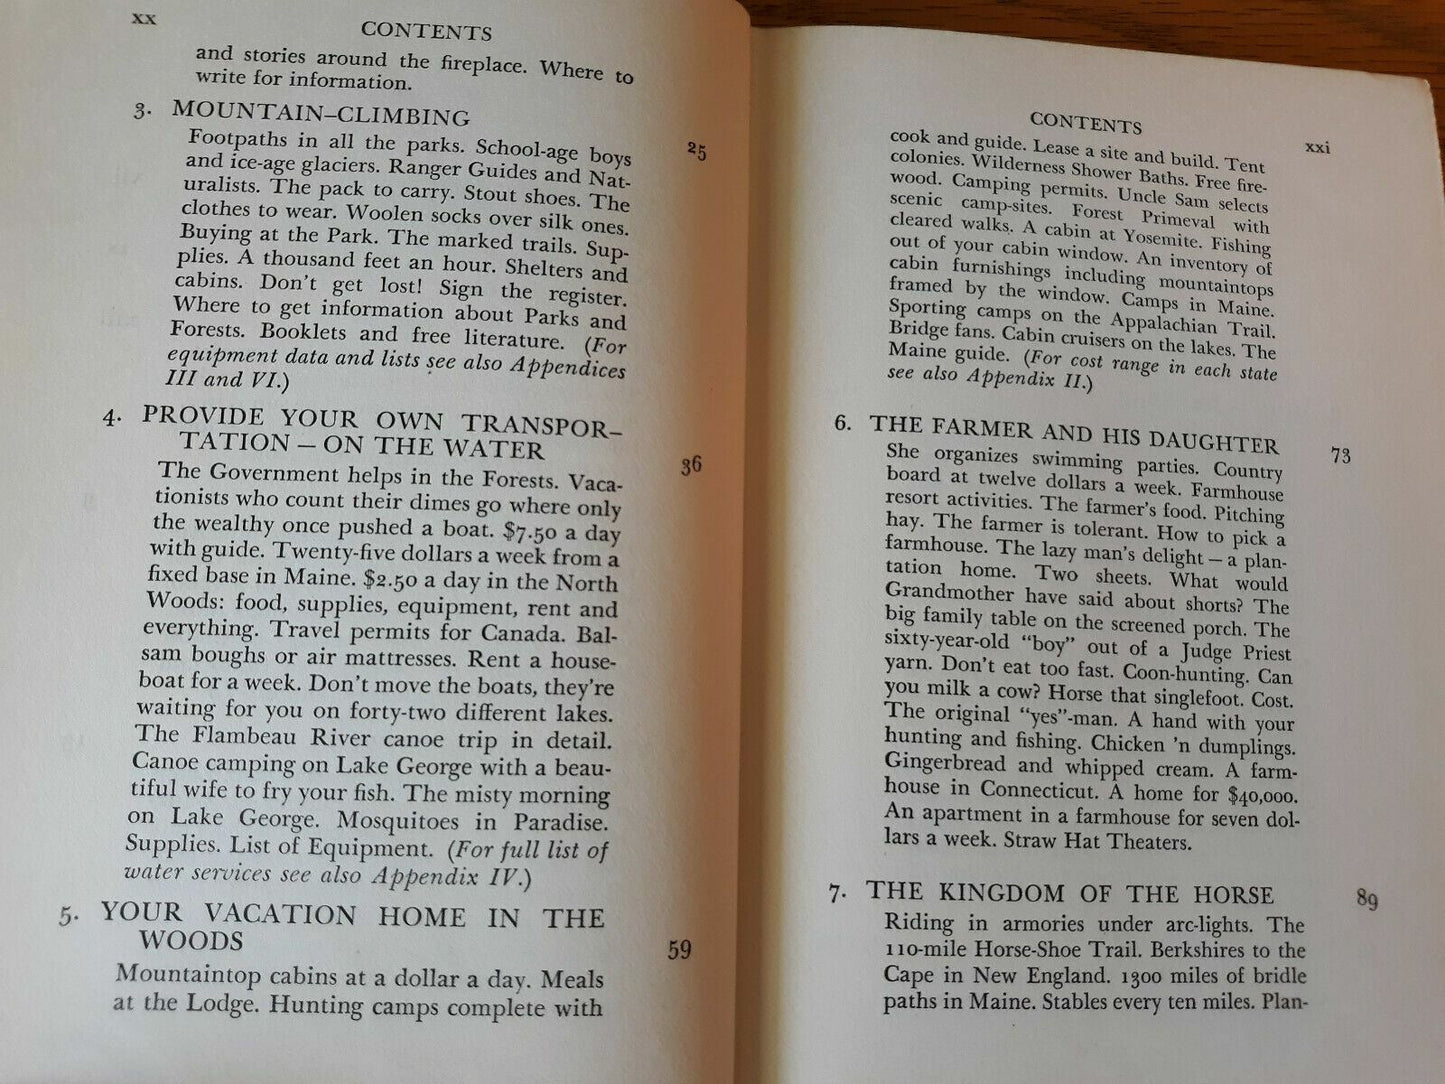 xx
CONTENTS
and stories around the fireplace. Where to
write for information.
3. MOUNTAIN–CLIMBING 25
Footpaths in all the parks. School-age boys
and ice-age glaciers. Ranger Guides and Nat-
uralists. The pack to carry. Stout shoes. The
clothes to wear. Woolen socks over silk ones.
Buying at the Park. The marked trails. Sup-
plies. A thousand feet an hour. Shelters and
cabins. Don't get lost! Sign the register.
Where to get information about Parks and
Forests. Booklets and free literature. (For
equipment data and lists see also Appendices
III and VI.)
4. PROVIDE YOUR OWN TRANSPOR–
TATION – ON THE WATER 36
The Government helps in the Forests. Vaca-
tionists who count their dimes go where only
the wealthy once pushed a boat. $7.50 a day
with guide. Twenty-five dollars a week from a
fixed base in Maine. $2.50 a day in the North
Woods: food, supplies, equipment, rent and
everything. Travel permits for Canada. Bal-
sam boughs or air mattresses. Rent a house-
boat for a week. Don't move the boats, they're
waiting for you on forty-two different lakes.
The Flambeau River canoe trip in detail.
Canoe camping on Lake George with a beau-
tiful wife to fry your fish. The misty morning
on Lake George. Mosquitoes in Paradise.
Supplies. List of Equipment. (For full list of
water services see also Appendix IV.)
5. YOUR VACATION HOME IN THE
WOODS 59
Mountaintop cabins at a dollar a day. Meals
at the Lodge. Hunting camps complete with
CONTENTS
xxi
cook and guide. Lease a site and build. Tent
colonies. Wilderness Shower Baths. Free fire-
wood. Camping permits. Uncle Sam selects
scenic camp-sites. Forest Primeval with
cleared walks. A cabin at Yosemite. Fishing
out of your cabin window. An inventory of
cabin furnishings including mountaintops
framed by the window. Camps in Maine.
Sporting camps on the Appalachian Trail.
Bridge fans. Cabin cruisers on the lakes. The
Maine guide. (For cost range in each state
see also Appendix II.)
6. THE FARMER AND HIS DAUGHTER 73
She organizes swimming parties. Country
board at twelve dollars a week. Farmhouse
resort activities. The farmer's food. Pitching
hay. The farmer is tolerant. How to pick a
farmhouse. The lazy man's delight – a plan-
tation home. Two sheets. What would
Grandmother have said about shorts? The
big family table on the screened porch. The
sixty-year-old "boy" out of a Judge Priest
yarn. Don't eat too fast. Coon-hunting. Can
you milk a cow? Horse that singlefoot. Cost.
The original "yes"-man. A hand with your
hunting and fishing. Chicken 'n dumplings.
Gingerbread and whipped cream. A farm-
house in Connecticut. A home for $40,000.
An apartment in a farmhouse for seven dol-
lars a week. Straw Hat Theaters.
7. THE KINGDOM OF THE HORSE 89
Riding in armories under arc-lights. The
110-mile Horse-Shoe Trail. Berkshires to the
Cape in New England. 1300 miles of bridle
paths in Maine. Stables every ten miles. Plan-